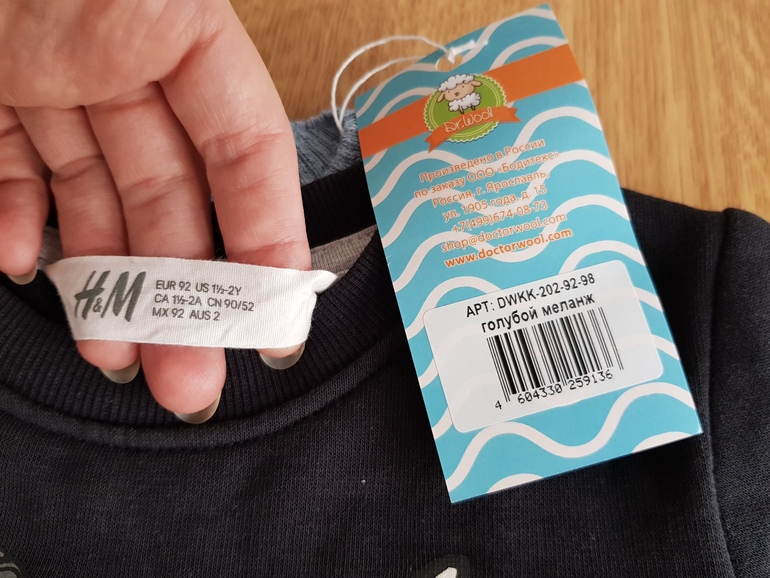 H&M
EUR 92 US 1½-2Y
CA 1½-2A CN 90/52
MX 92 AUS 2
Dr.Wool
Произведено в России
по заказу ООО «Бодитекс»
Россия, г. Ярославль,
ул. 1905 года, д. 15
+7(499)674-08-73
shop@doctorwool.com
www.doctorwool.com
АРТ: DWKK-202-92-98
голубой меланж
4 604330 259136